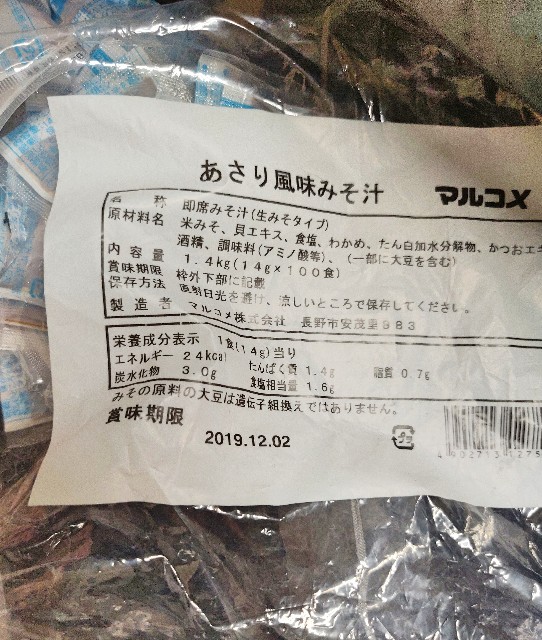 あさり風味みそ汁 マルコメ
名称 即席みそ汁(生みそタイプ)
原材料名 米みそ、貝エキス、食塩、わかめ、たん白加水分解物、かつおエキ
酒精、調味料(アミノ酸等)、(一部に大豆を含む)
内容量 1.4kg(14g×100食)
賞味期限 枠外下部に記載
保存方法 直射日光を避け、涼しいところで保存してください。
製造者 マルコメ株式会社 長野市安茂里983
栄養成分表示 1食(14g)当り
エネルギー 24kcal たんぱく質 1.4g 脂質 0.7g
炭水化物 3.0g 食塩相当量 1.6g
みその原料の大豆は遺伝子組換えではありません。
賞味期限
2019.12.02
プラ
4 902713 1275